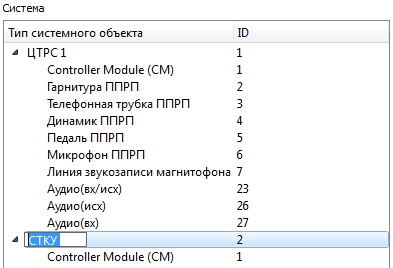 Система
Тип системного объекта ID
ЦТРС 1 1
Controller Module (CM) 1
Гарнитура ППРП 2
Телефонная трубка ППРП 3
Динамик ППРП 4
Педаль ППРП 5
Микрофон ППРП 6
Линия звукозаписи магнитофона 7
Аудио(вх/исх) 23
Аудио(исх) 26
Аудио(вх) 27
СТКУ 2
Controller Module (CM) 1